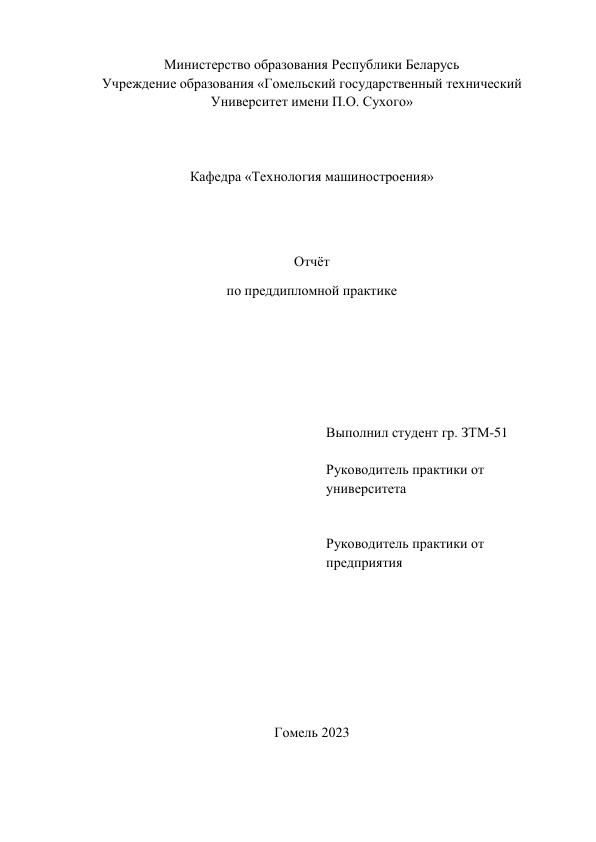 Министерство образования Республики Беларусь
Учреждение образования «Гомельский государственный технический
Университет имени П.О. Сухого»
Кафедра «Технология машиностроения»
Отчёт
по преддипломной практике
Выполнил студент гр. ЗТМ-51
Руководитель практики от
университета
Руководитель практики от
предприятия
Гомель 2023